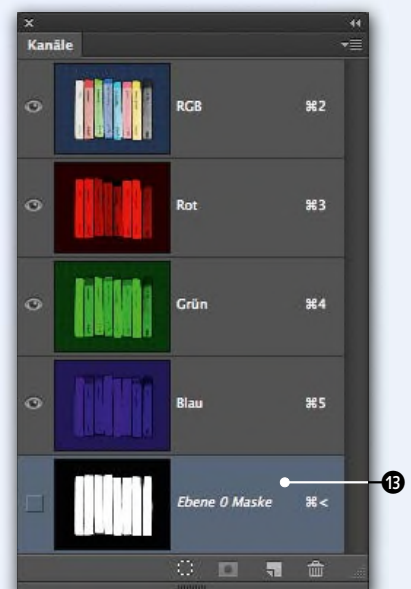 Kanäle
RGB ⌘2
Rot ⌘3
Grün ⌘4
Blau ⌘5
Ebene 0 Maske ⌘<
13